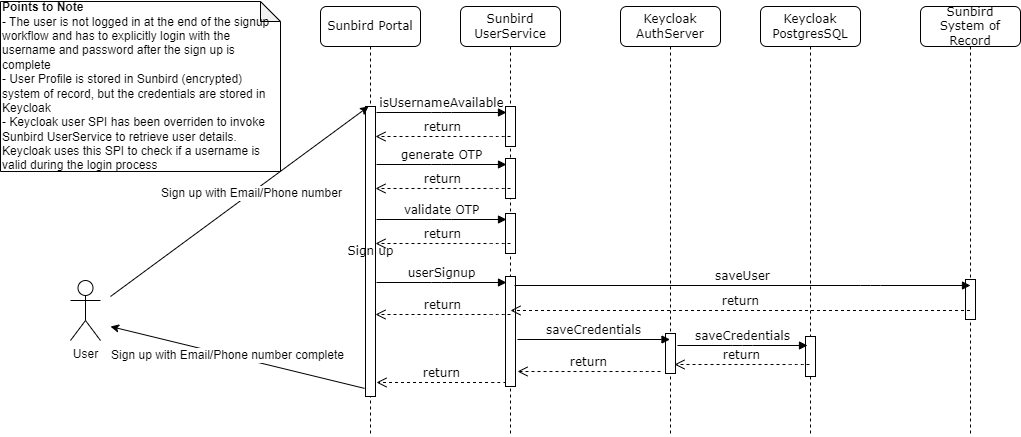 Points to Note
- The user is not logged in at the end of the signup
workflow and has to explicitly login with the
username and password after the sign up is
complete
- User Profile is stored in Sunbird (encrypted)
system of record, but the credentials are stored in
Keycloak
- Keycloak user SPI has been overriden to invoke
Sunbird UserService to retrieve user details.
Keycloak uses this SPI to check if a username is
valid during the login process
Sunbird Portal
Sunbird
UserService
Keycloak
AuthServer
Keycloak
PostgresSQL
Sunbird
System of
Record
isUsernameAvailable
return
generate OTP
return
Sign up with Email/Phone number
validate OTP
return
Sign up
userSignup
saveUser
return
return
saveCredentials
saveCredentials
return
return
User
Sign up with Email/Phone number complete
return